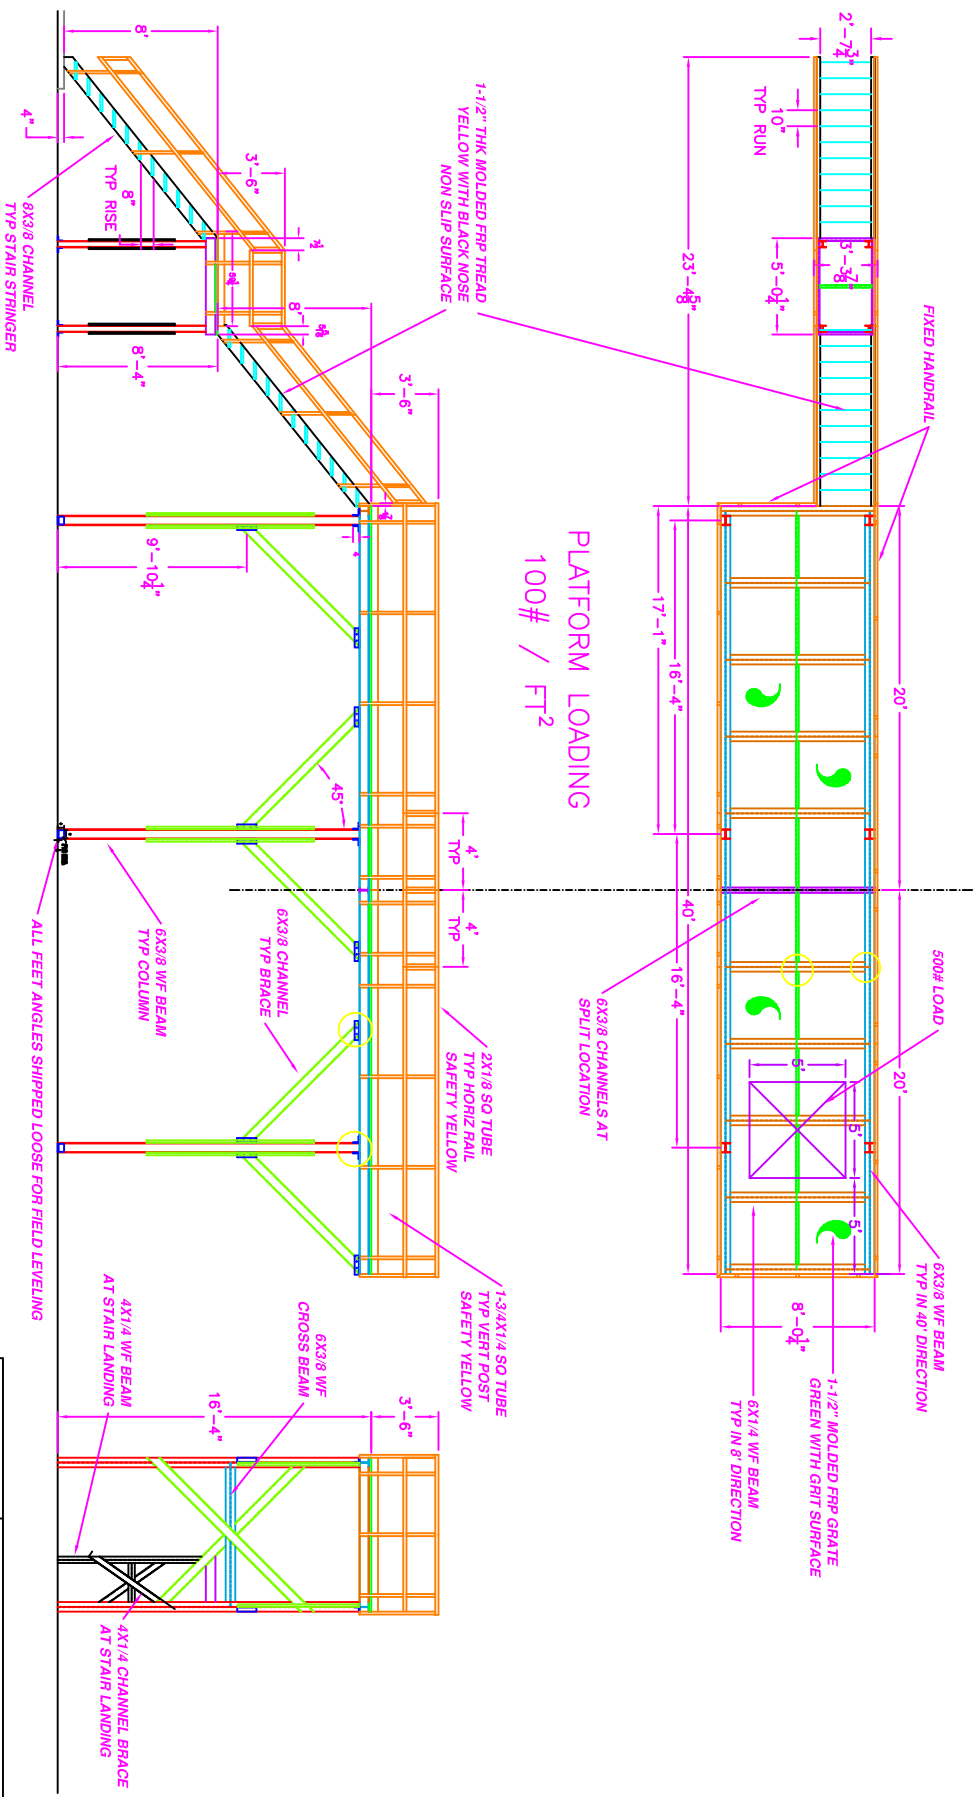 2'-7 3/4"
10"
TYP RUN
23'-4 5/8"
3'-3 7/8"
5'-0 1/4"
FIXED HANDRAIL
20'
16'-4"
17'-1"
40'
16'-4"
20'
500# LOAD
5'
5'
5'
6X3/8 CHANNELS AT
SPLIT LOCATION
8'-0 1/4"
6X3/8 WF BEAM
TYP IN 40' DIRECTION
1-1/2" MOLDED FRP GRATE
GREEN WITH GRIT SURFACE
6X1/4 WF BEAM
TYP IN 8' DIRECTION
PLATFORM LOADING
100# / FT²
1-1/2" THK MOLDED FRP TREAD
YELLOW WITH BLACK NOSE
NON SLIP SURFACE
8'
4"
3'-6"
8"
TYP RISE
8X3/8 CHANNEL
TYP STAIR STRINGER
8'
8'-4"
3'-6"
9'-10 1/4"
45°
4'
TYP
4'
TYP
6X3/8 WF BEAM
TYP COLUMN
6X3/8 CHANNEL
TYP BRACE
2X1/8 SQ TUBE
TYP HORIZ RAIL
SAFETY YELLOW
1-3/4X1/4 SQ TUBE
TYP VERT POST
SAFETY YELLOW
ALL FEET ANGLES SHIPPED LOOSE FOR FIELD LEVELING
3'-6"
16'-4"
6X3/8 WF
CROSS BEAM
4X1/4 WF BEAM
AT STAIR LANDING
4X1/4 CHANNEL BRACE
AT STAIR LANDING